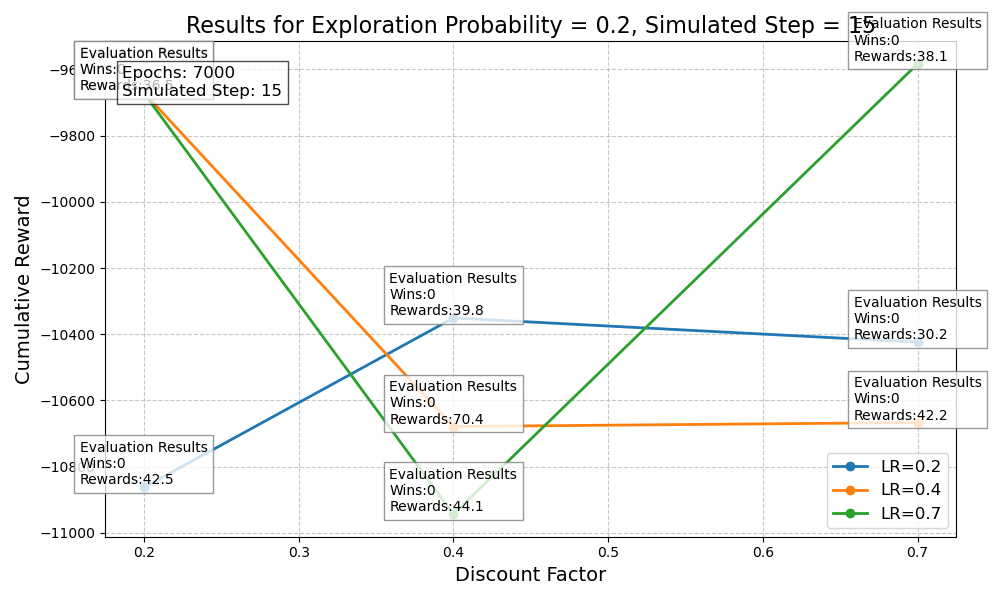 Results for Exploration Probability = 0.2, Simulated Step = 15
Evaluation Results
Wins:0
Rewards:38.1
Evaluation Results
Wins:0
Rewards:
Epochs: 7000
Simulated Step: 15
Evaluation Results
Wins:0
Rewards:39.8
Evaluation Results
Wins:0
Rewards:30.2
Evaluation Results
Wins:0
Rewards:70.4
Evaluation Results
Wins:0
Rewards:42.2
Evaluation Results
Wins:0
Rewards:42.5
Evaluation Results
Wins:0
Rewards:44.1
−9800
−10000
−10200
−10400
−10600
−11000
Cumulative Reward
LR=0.2
LR=0.4
LR=0.7
0.2
0.3
0.4
0.5
0.6
0.7
Discount Factor